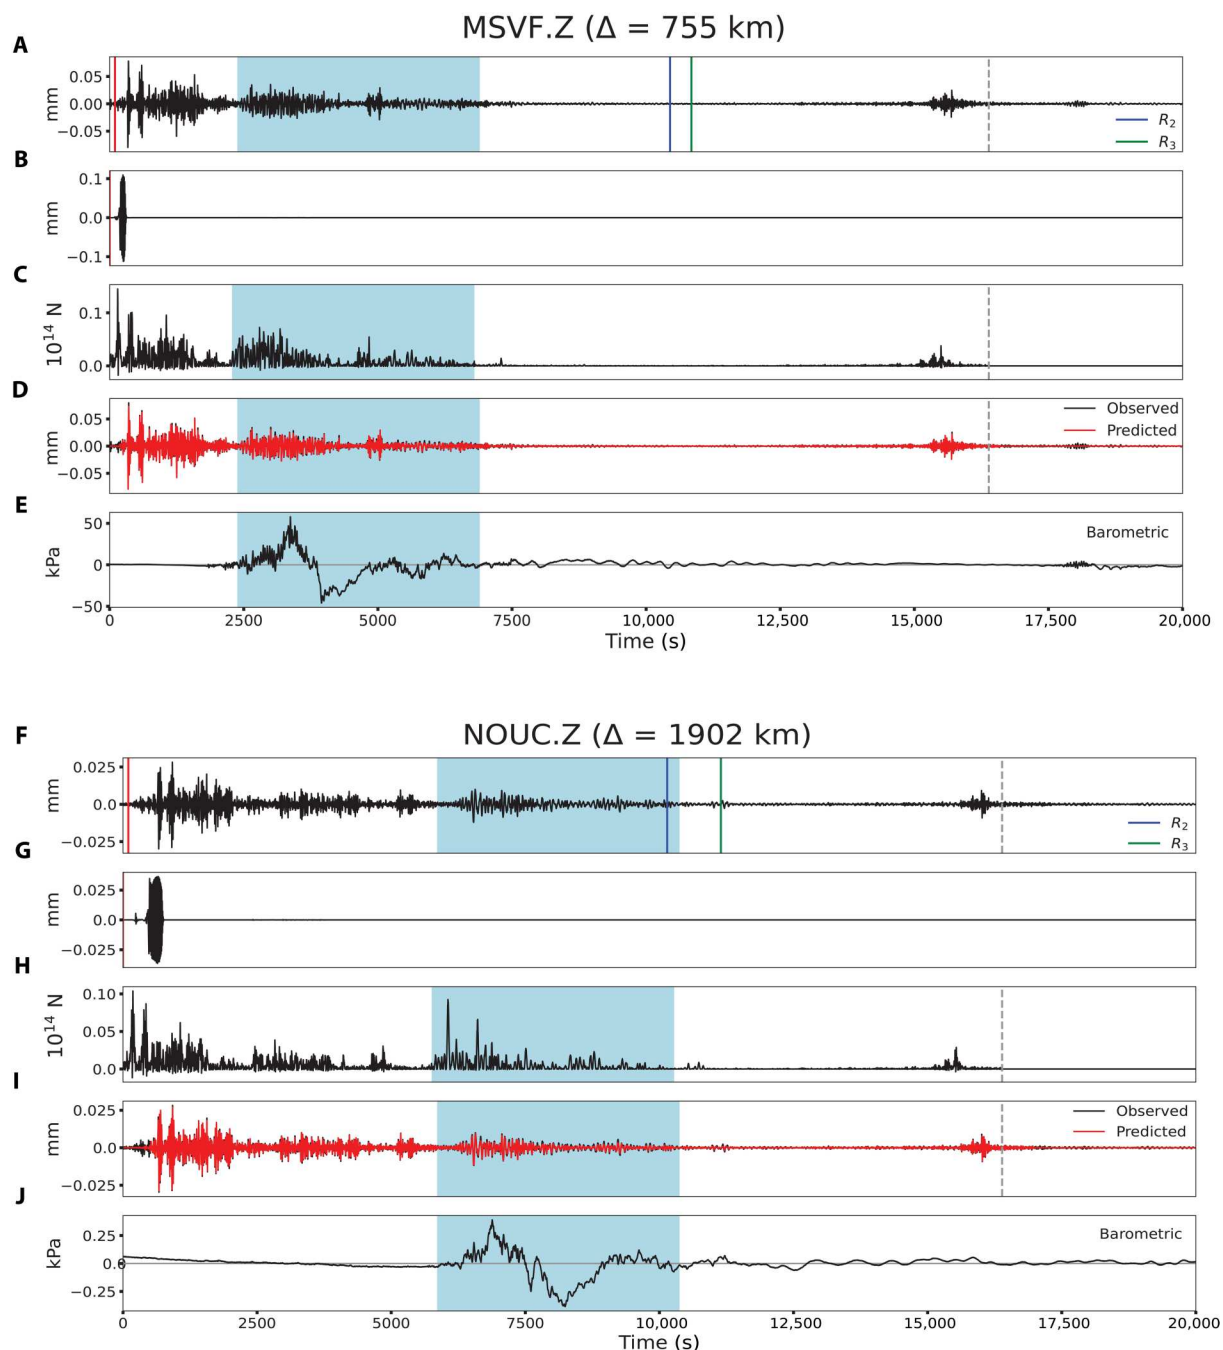 MSVF.Z (Δ = 755 km)
A
mm
0.05
0.00
−0.05
R₂
R₃
B
mm
0.1
0.0
−0.1
C
10¹⁴ N
0.1
0.0
D
mm
0.05
0.00
−0.05
Observed
Predicted
E
kPa
50
0
−50
Barometric
0 2500 5000 7500 10,000 12,500 15,000 17,500 20,000
Time (s)
NOUC.Z (Δ = 1902 km)
F
mm
0.025
0.0
−0.025
R₂
R₃
G
mm
0.025
0.0
−0.025
H
10¹⁴ N
0.10
0.05
0.0
I
mm
0.025
0.0
−0.025
Observed
Predicted
J
kPa
0.25
0.0
−0.25
Barometric
0 2500 5000 7500 10,000 12,500 15,000 17,500 20,000
Time (s)